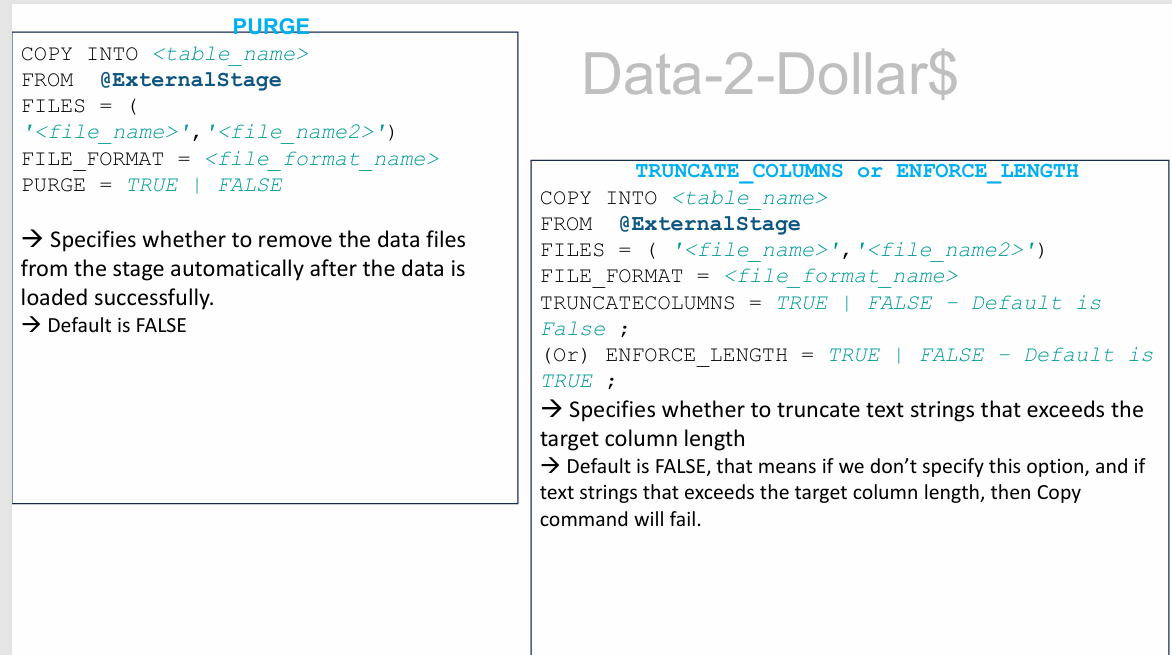 PURGE
COPY INTO <table_name>
FROM  @ExternalStage
FILES = (
'<file_name>','<file_name2>')
FILE_FORMAT = <file_format_name>
PURGE = TRUE | FALSE
→ Specifies whether to remove the data files
from the stage automatically after the data is
loaded successfully.
→ Default is FALSE
Data-2-Dollar$
TRUNCATE_COLUMNS or ENFORCE_LENGTH
COPY INTO <table_name>
FROM  @ExternalStage
FILES = ( '<file_name>','<file_name2>')
FILE_FORMAT = <file_format_name>
TRUNCATECOLUMNS = TRUE | FALSE – Default is
False ;
(Or) ENFORCE_LENGTH = TRUE | FALSE – Default is
TRUE ;
→ Specifies whether to truncate text strings that exceeds the
target column length
→ Default is FALSE, that means if we don’t specify this option, and if
text strings that exceeds the target column length, then Copy
command will fail.